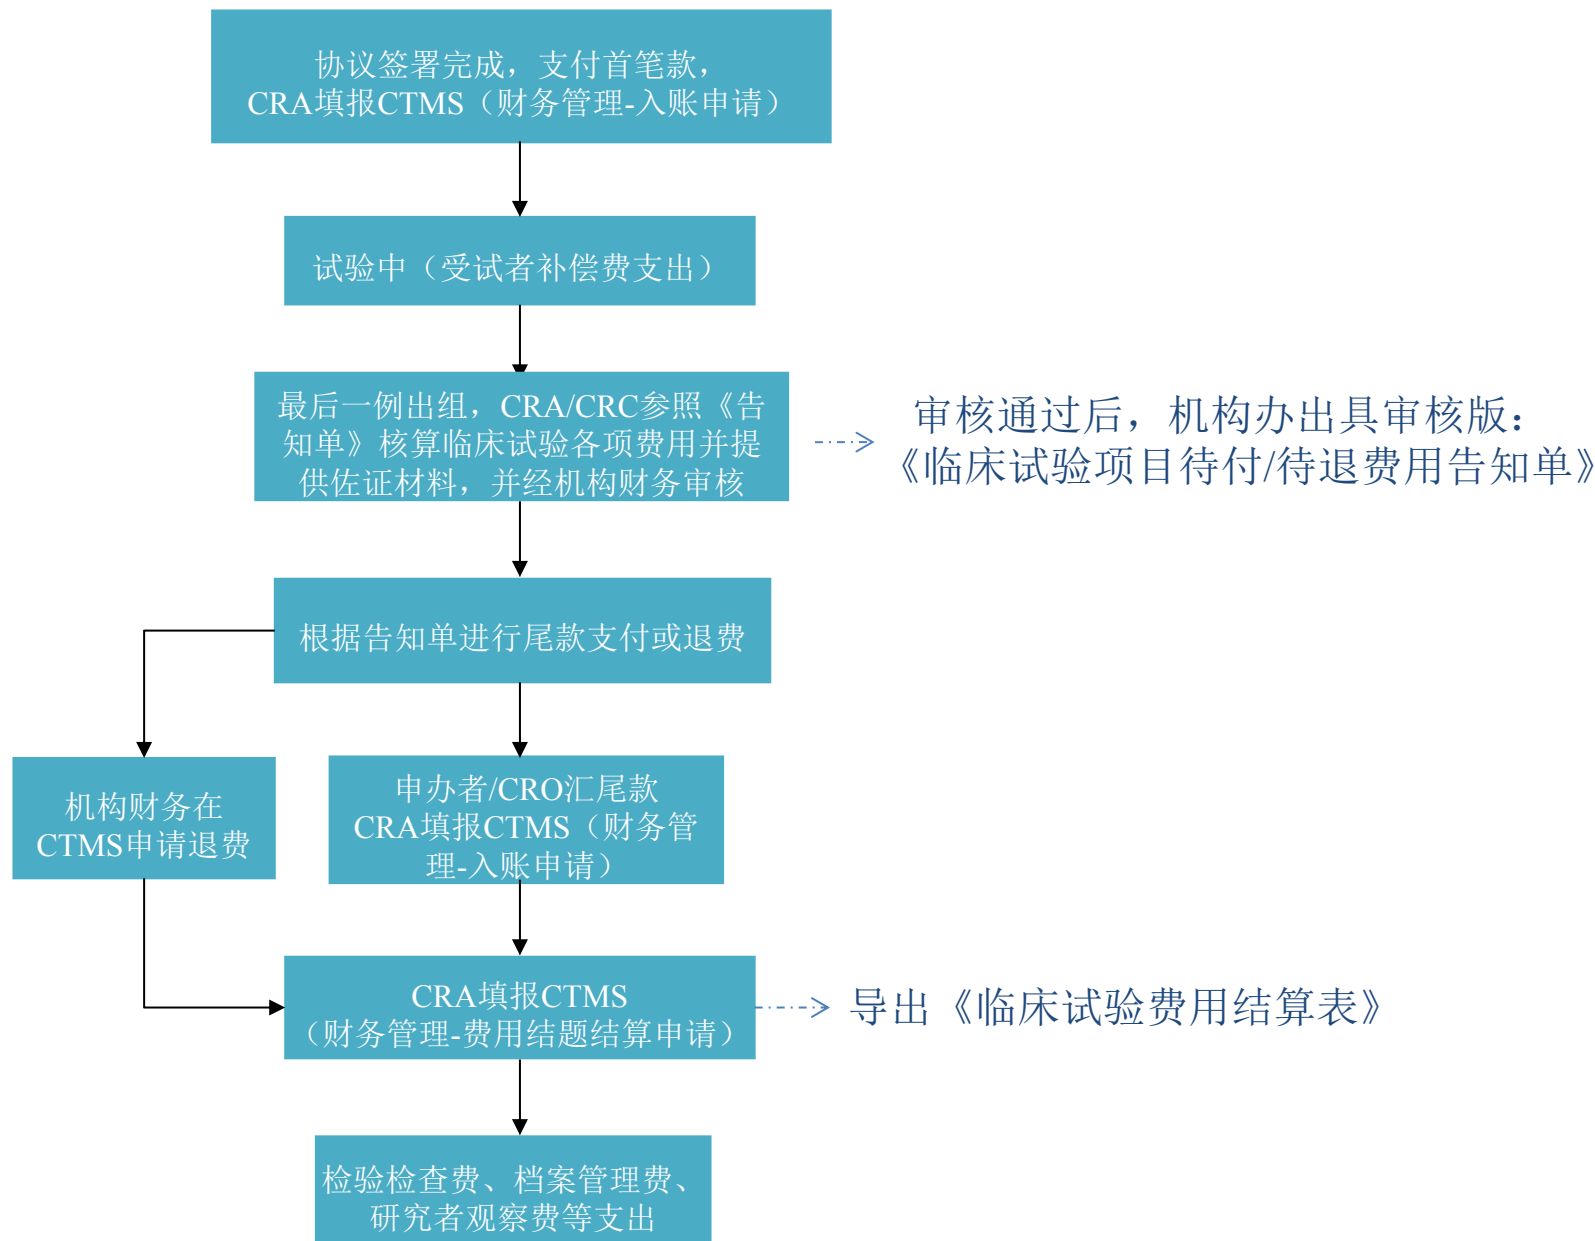 协议签署完成，支付首笔款，
CRA填报CTMS（财务管理-入账申请）
试验中（受试者补偿费支出）
最后一例出组，CRA/CRC参照《告
知单》核算临床试验各项费用并提
供佐证材料，并经机构财务审核
审核通过后，机构办出具审核版：
《临床试验项目待付/待退费用告知单》
根据告知单进行尾款支付或退费
机构财务在
CTMS申请退费
申办者/CRO汇尾款
CRA填报CTMS（财务管
理-入账申请）
CRA填报CTMS
（财务管理-费用结题结算申请）
导出《临床试验费用结算表》
检验检查费、档案管理费、
研究者观察费等支出